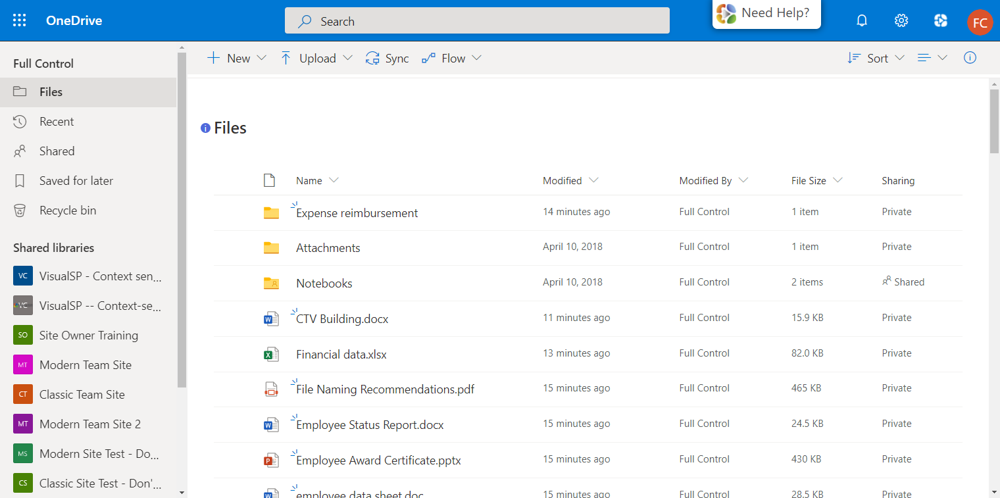 OneDrive
Search
Need Help?
FC
Full Control
Files
Recent
Shared
Saved for later
Recycle bin
Shared libraries
VC VisualSP - Context sen...
VC VisualSP -- Context-se...
SO Site Owner Training
MT Modern Team Site
CT Classic Team Site
MT Modern Team Site 2
MS Modern Site Test - Do...
CS Classic Site Test - Don'...
New Upload Sync Flow Sort
Files
Name Modified Modified By File Size Sharing
Expense reimbursement 14 minutes ago Full Control 1 item Private
Attachments April 10, 2018 Full Control 1 item Private
Notebooks April 10, 2018 Full Control 2 items Shared
CTV Building.docx 11 minutes ago Full Control 15.9 KB Private
Financial data.xlsx 13 minutes ago Full Control 82.0 KB Private
File Naming Recommendations.pdf 15 minutes ago Full Control 465 KB Private
Employee Status Report.docx 15 minutes ago Full Control 24.5 KB Private
Employee Award Certificate.pptx 15 minutes ago Full Control 430 KB Private
employee data sheet.doc 15 minutes ago Full Control 28.5 KB Private